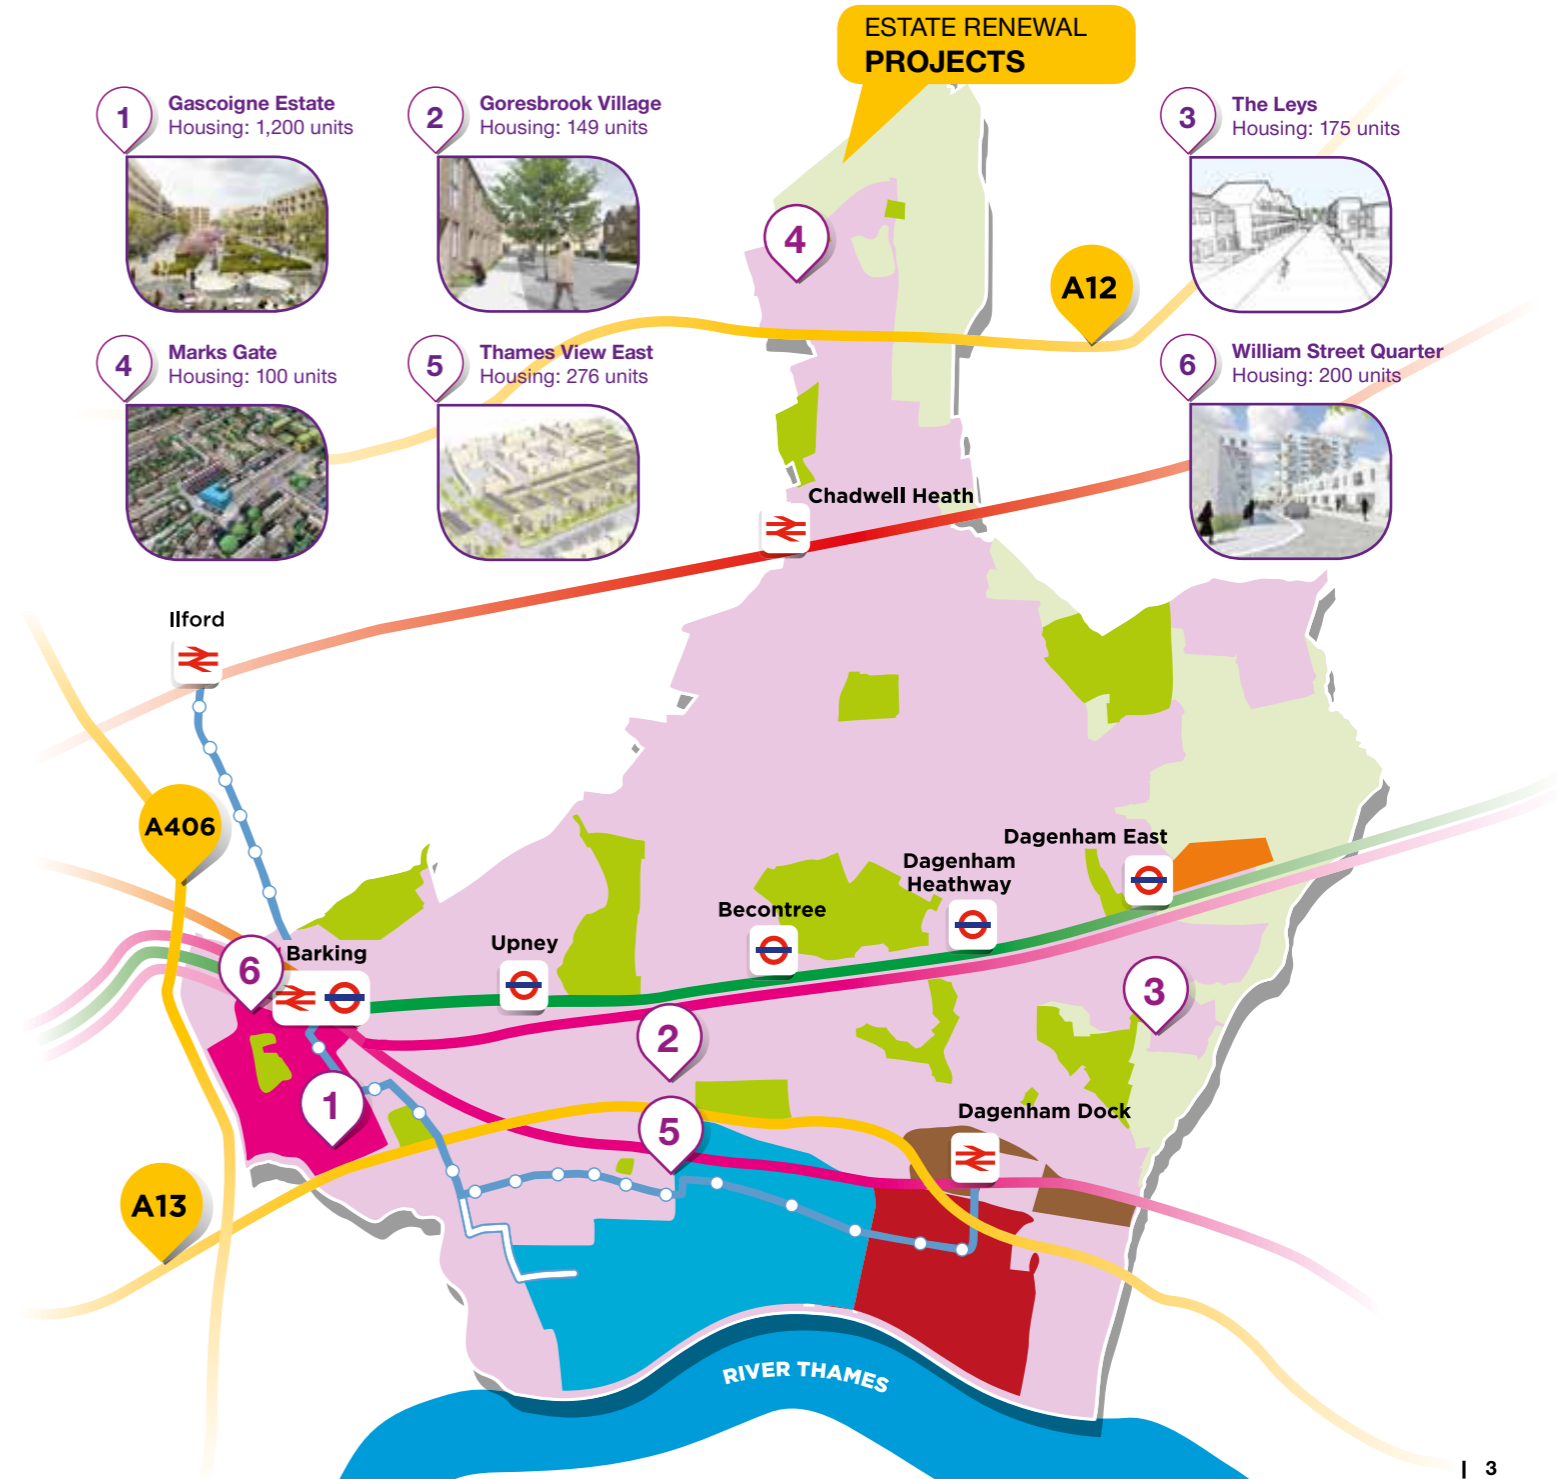 ESTATE RENEWAL
PROJECTS
1
Gascoigne Estate
Housing: 1,200 units
2
Goresbrook Village
Housing: 149 units
3
The Leys
Housing: 175 units
4
A12
4
Marks Gate
Housing: 100 units
5
Thames View East
Housing: 276 units
6
William Street Quarter
Housing: 200 units
Chadwell Heath
Ilford
A406
Dagenham East
Dagenham
Heathway
Becontree
Upney
Barking
6
3
2
1
5
Dagenham Dock
A13
RIVER THAMES
| 3